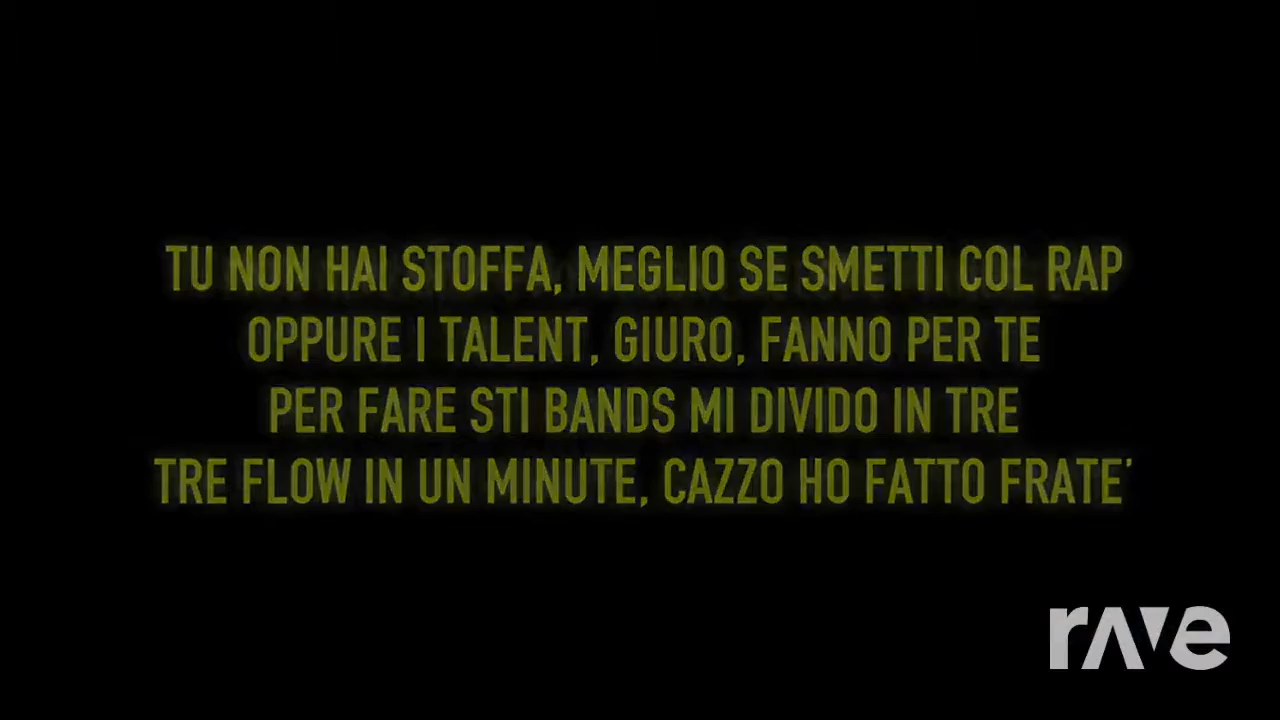 TU NON HAI STOFFA, MEGLIO SE SMETTI COL RAP
OPPURE I TALENT, GIURO, FANNO PER TE
PER FARE STI BANDS MI DIVIDO IN TRE
TRE FLOW IN UN MINUTE, CAZZO HO FATTO FRATE'
rave